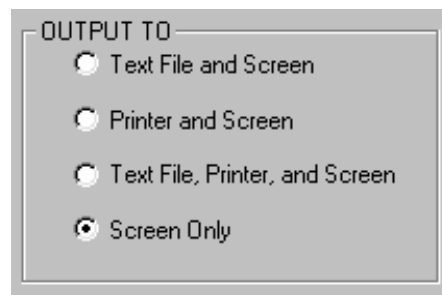 OUTPUT TO
Text File and Screen
Printer and Screen
Text File, Printer, and Screen
Screen Only